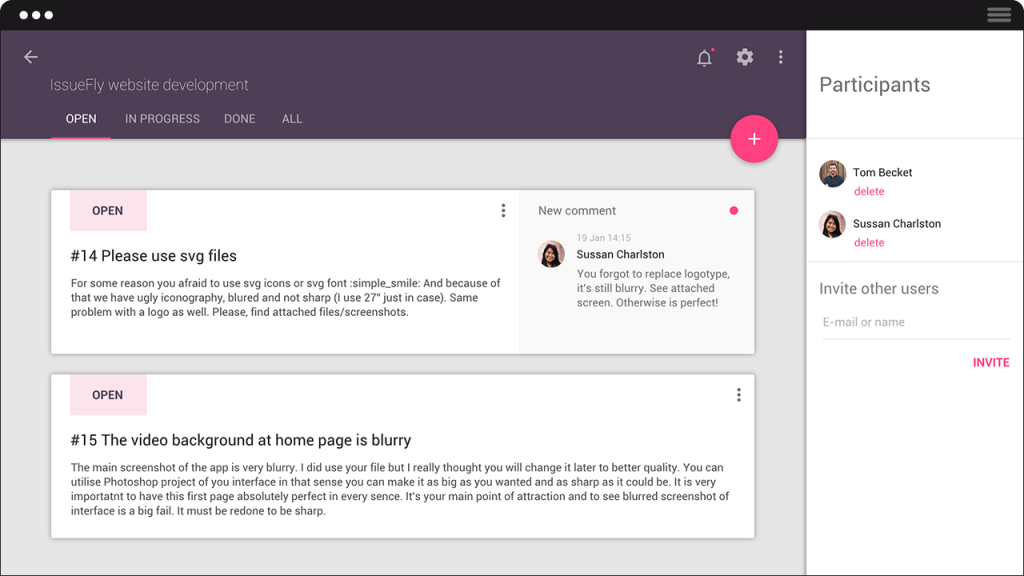 IssueFly website development
OPEN IN PROGRESS DONE ALL
+
OPEN
#14 Please use svg files
For some reason you afraid to use svg icons or svg font :simple_smile: And because of
that we have ugly iconography, blured and not sharp (I use 27" just in case). Same
problem with a logo as well. Please, find attached files/screenshots.
New comment
19 Jan 14:15
Sussan Charlston
You forgot to replace logotype,
it's still blurry. See attached
screen. Otherwise is perfect!
OPEN
#15 The video background at home page is blurry
The main screenshot of the app is very blurry. I did use your file but I really thought you will change it later to better quality. You can
utilise Photoshop project of you interface in that sense you can make it as big as you wanted and as sharp as it could be. It is very
importatnt to have this first page absolutely perfect in every sence. It's your main point of attraction and to see blurred screenshot of
interface is a big fail. It must be redone to be sharp.
Participants
Tom Becket
delete
Sussan Charlston
delete
Invite other users
E-mail or name
INVITE